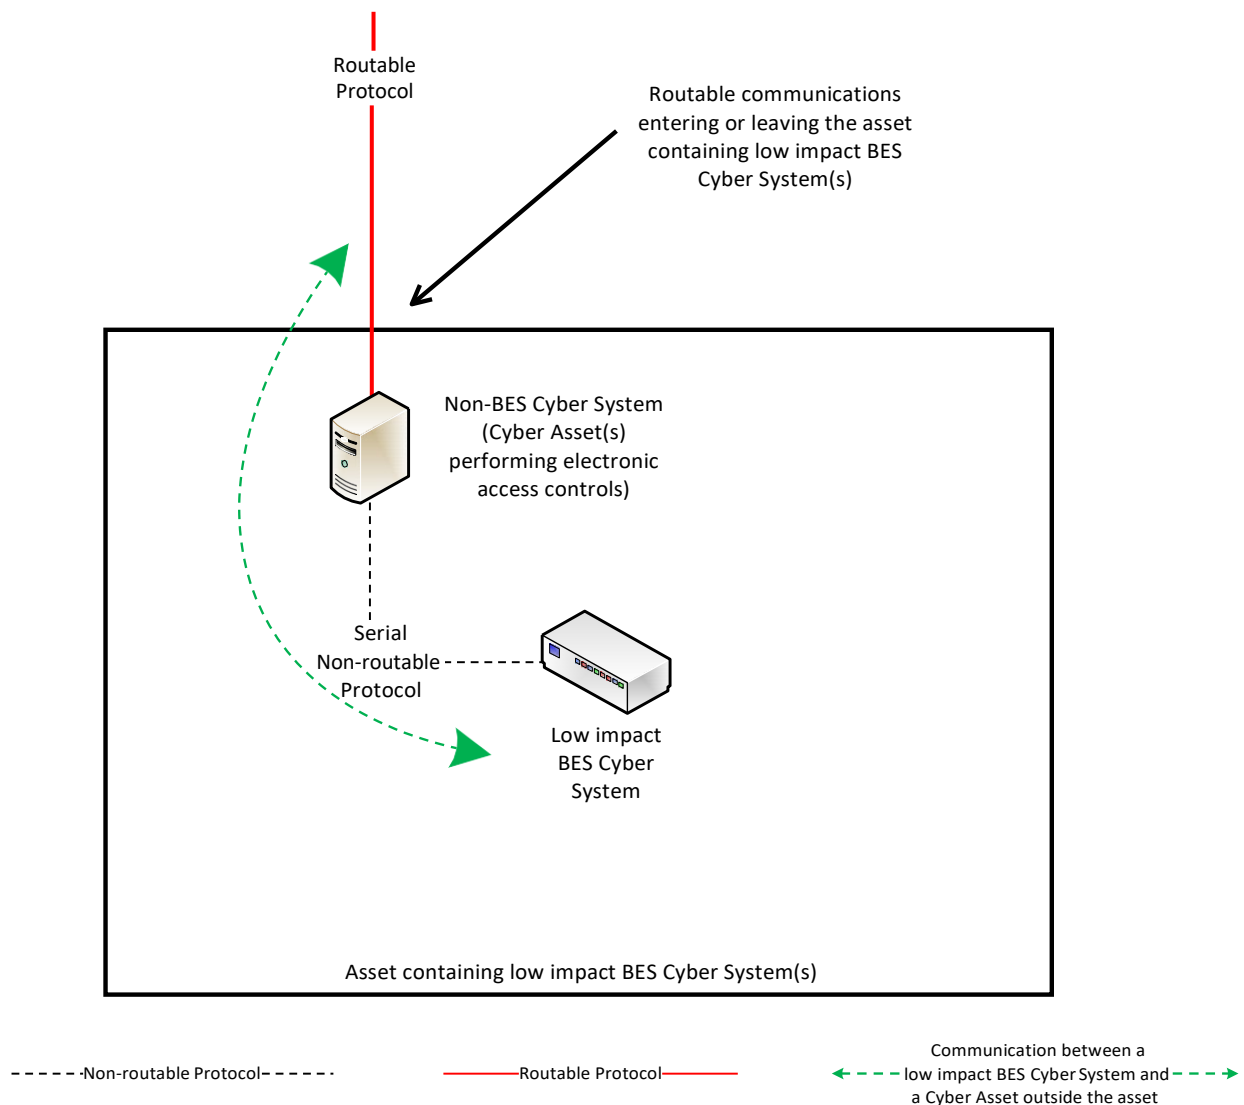 Routable
Protocol
Routable communications
entering or leaving the asset
containing low impact BES
Cyber System(s)
Non-BES Cyber System
(Cyber Asset(s)
performing electronic
access controls)
Serial
Non-routable
Protocol
Low impact
BES Cyber
System
Asset containing low impact BES Cyber System(s)
Non-routable Protocol
Routable Protocol
Communication between a
low impact BES Cyber System and
a Cyber Asset outside the asset